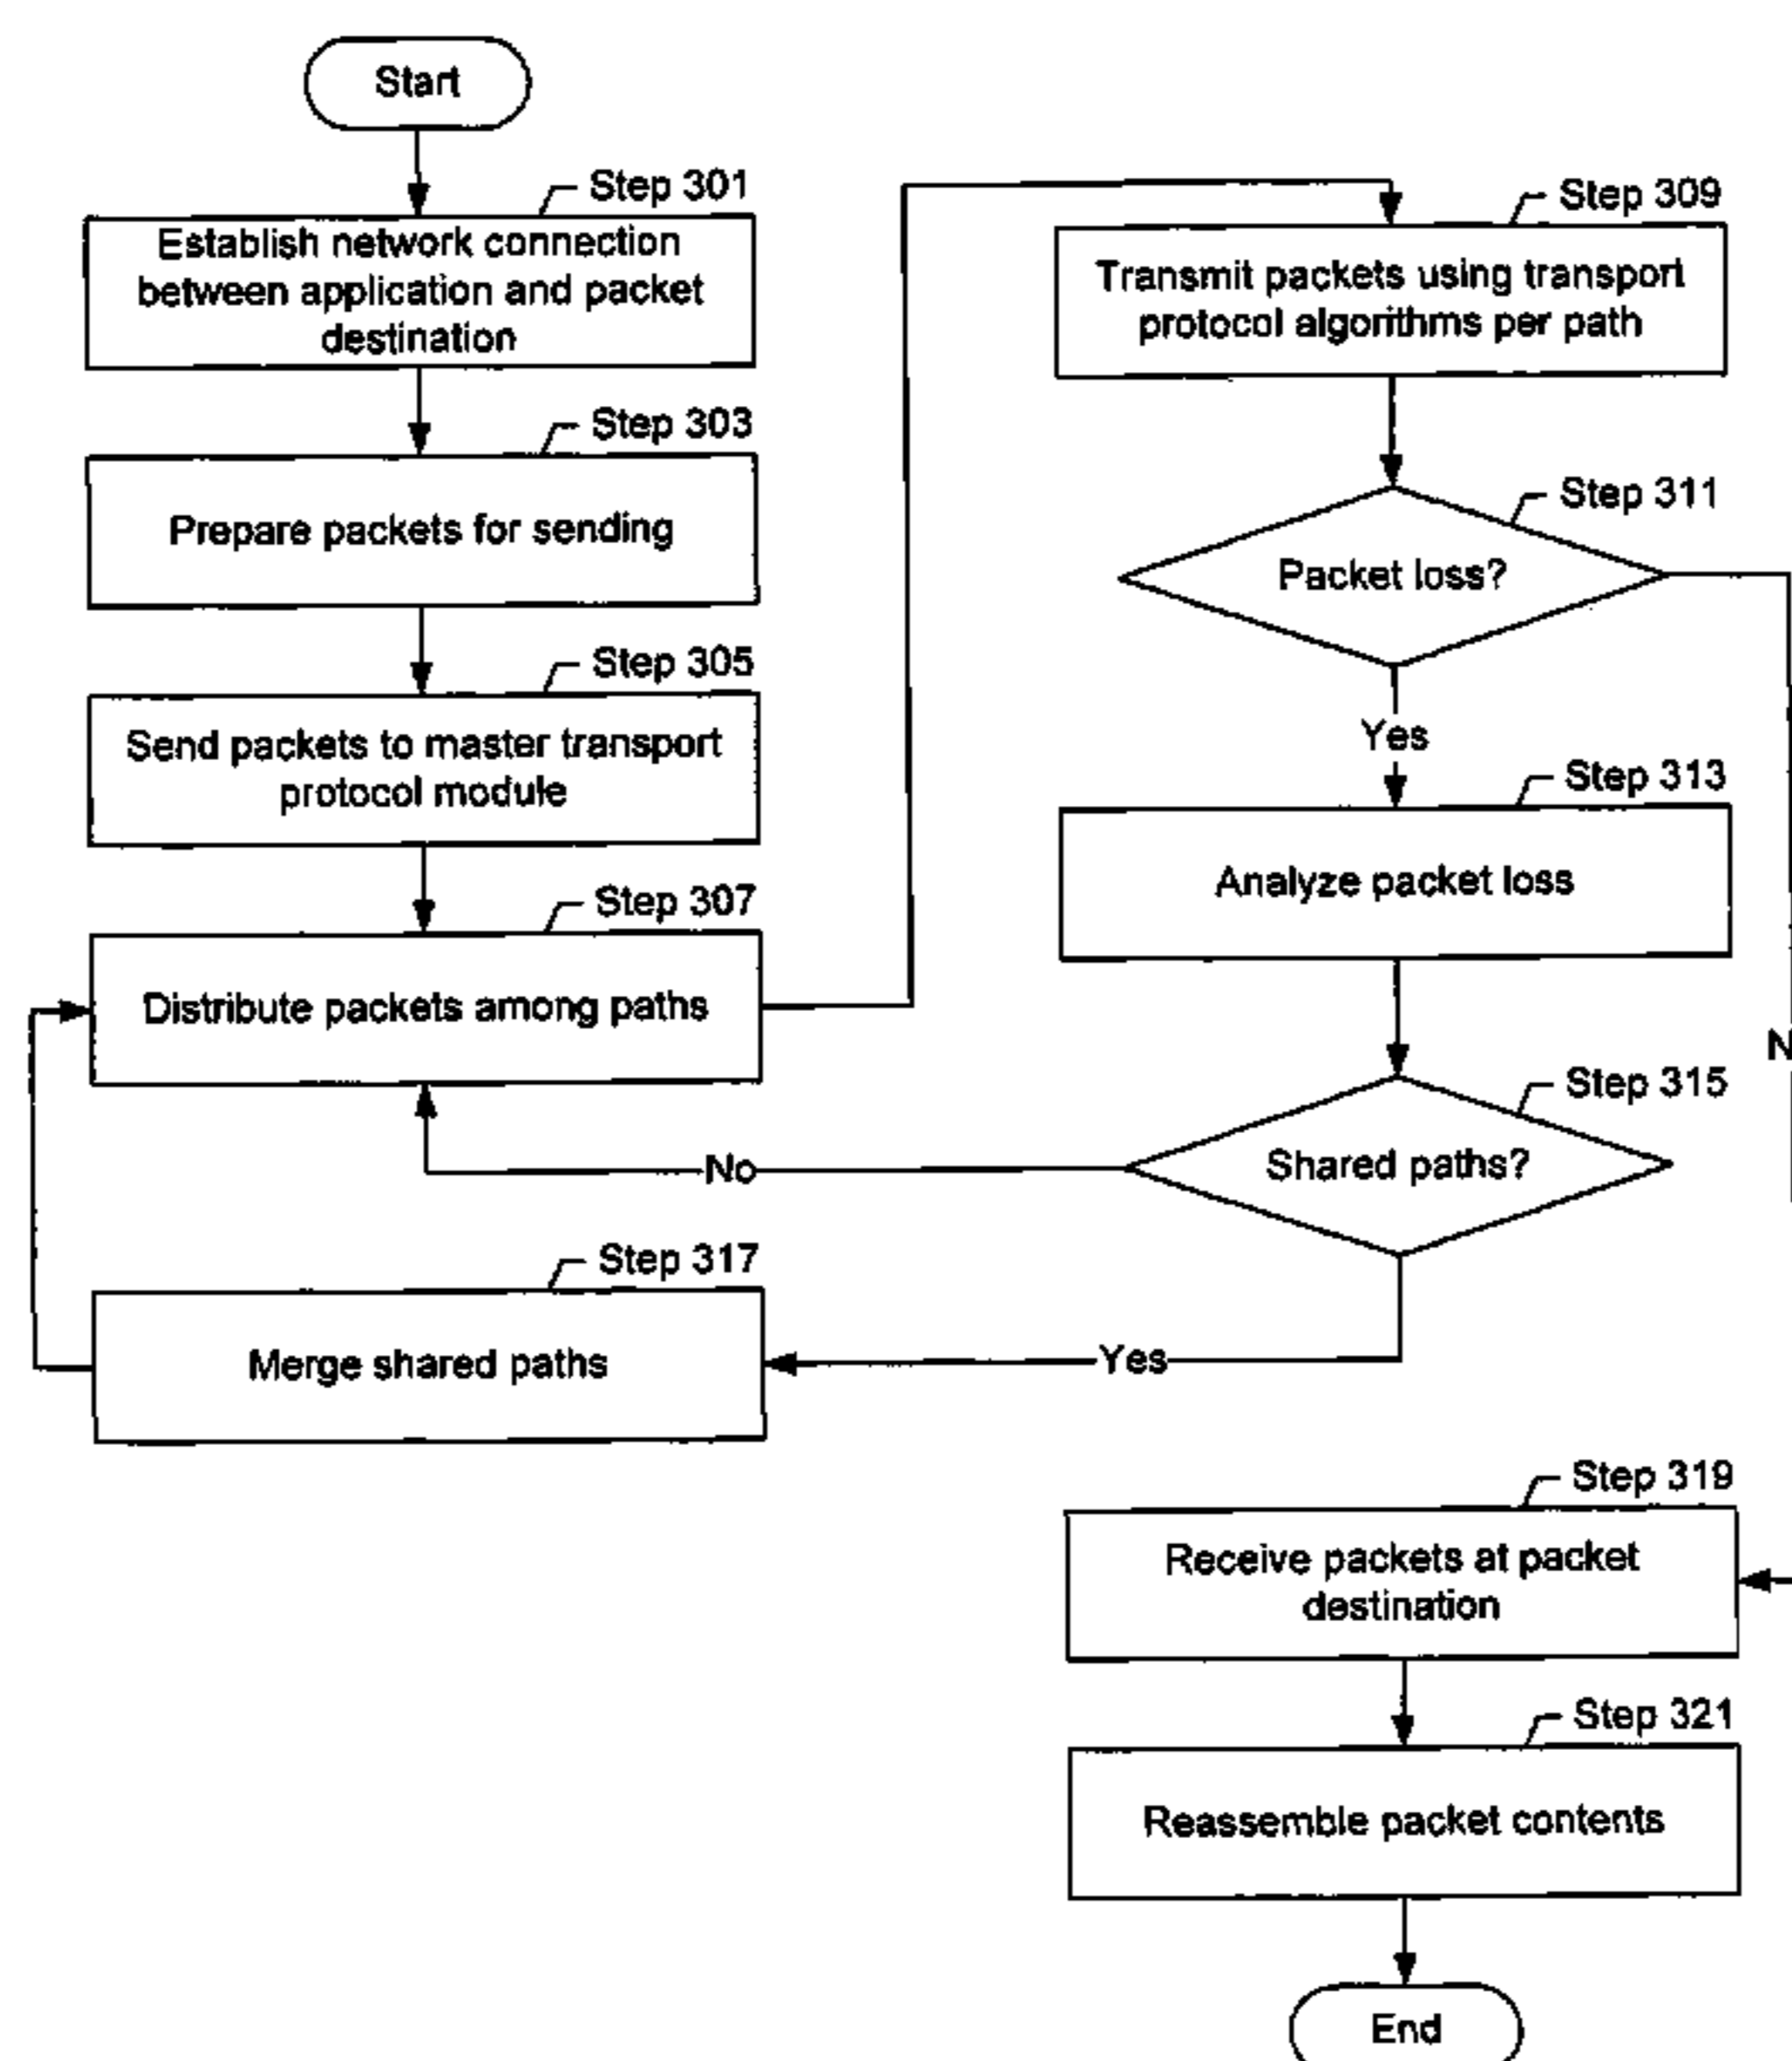 Start
Step 301
Establish network connection
between application and packet
destination
Step 303
Prepare packets for sending
Step 305
Send packets to master transport
protocol module
Step 307
Distribute packets among paths
Step 309
Transmit packets using transport
protocol algorithms per path
Step 311
Packet loss?
Yes
Step 313
Analyze packet loss
Step 315
Shared paths?
No
Yes
Step 317
Merge shared paths
Step 319
Receive packets at packet
destination
Step 321
Reassemble packet contents
End